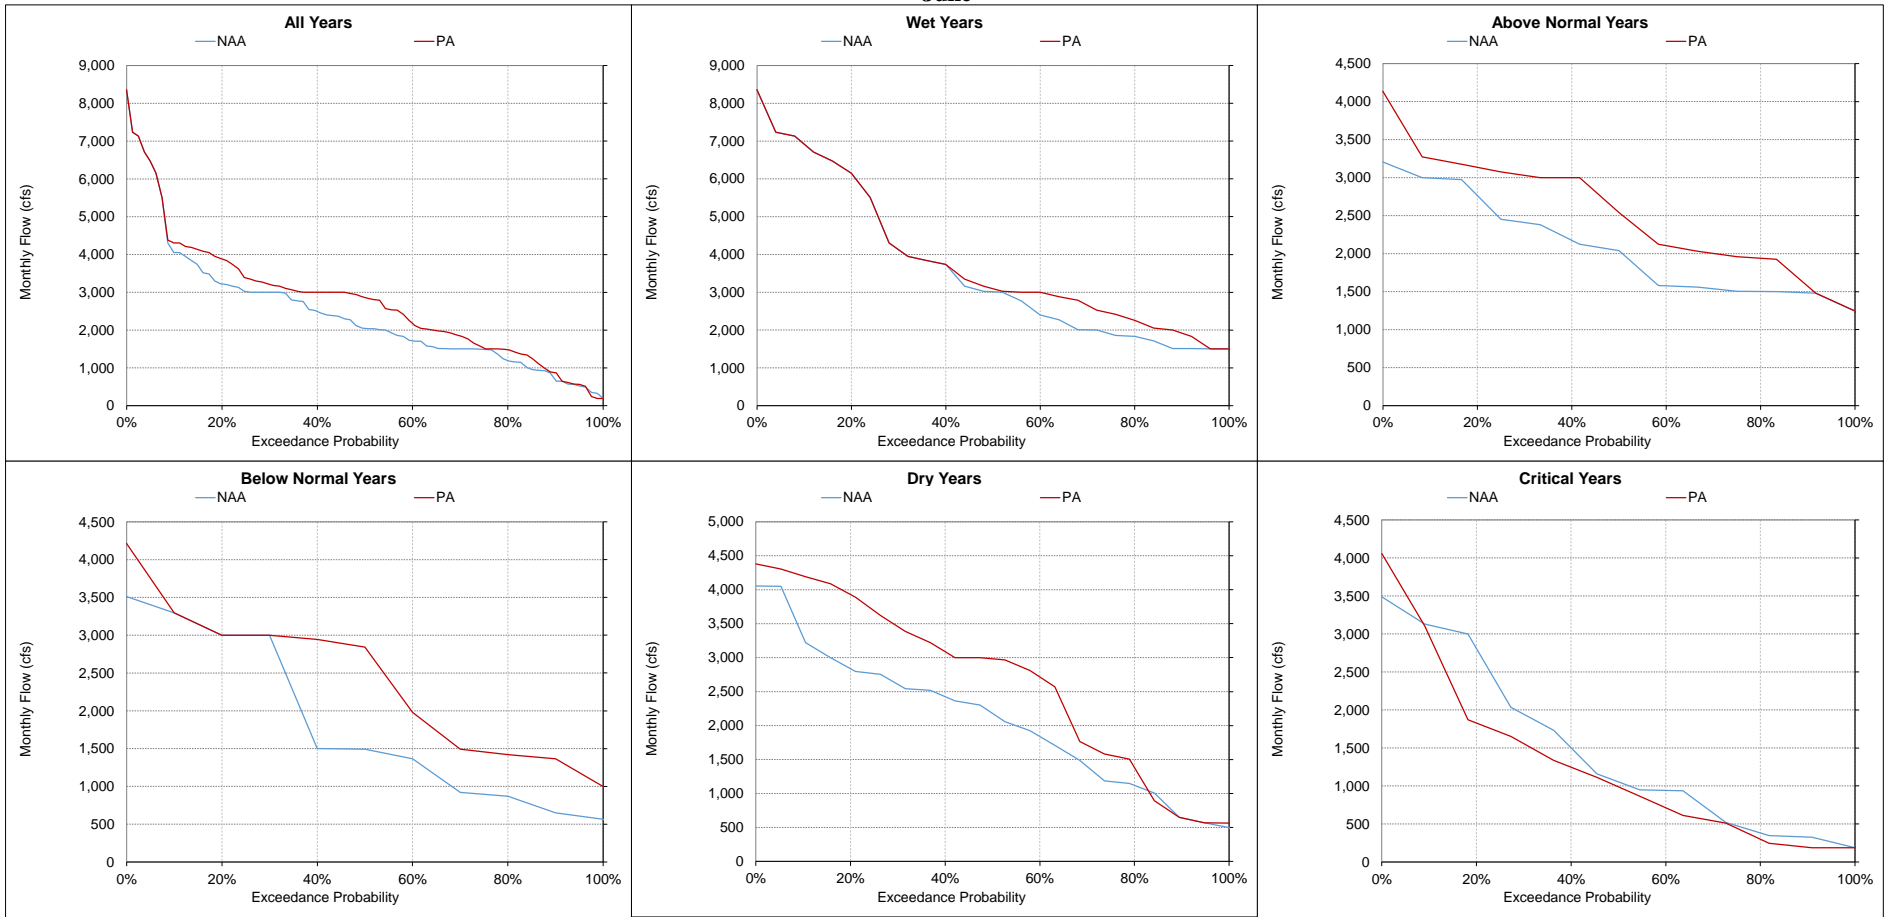 All Years
NAA PA
9,000
8,000
7,000
6,000
5,000
4,000
3,000
2,000
1,000
0
Monthly Flow (cfs)
0% 20% 40% 60% 80% 100%
Exceedance Probability
Wet Years
NAA PA
9,000
8,000
7,000
6,000
5,000
4,000
3,000
2,000
1,000
0
Monthly Flow (cfs)
0% 20% 40% 60% 80% 100%
Exceedance Probability
Above Normal Years
NAA PA
4,500
4,000
3,500
3,000
2,500
2,000
1,500
1,000
500
0
Monthly Flow (cfs)
0% 20% 40% 60% 80% 100%
Exceedance Probability
Below Normal Years
NAA PA
4,500
4,000
3,500
3,000
2,500
2,000
1,500
1,000
500
0
Monthly Flow (cfs)
0% 20% 40% 60% 80% 100%
Exceedance Probability
Dry Years
NAA PA
5,000
4,500
4,000
3,500
3,000
2,500
2,000
1,500
1,000
500
0
Monthly Flow (cfs)
0% 20% 40% 60% 80% 100%
Exceedance Probability
Critical Years
NAA PA
4,500
4,000
3,500
3,000
2,500
2,000
1,500
1,000
500
0
Monthly Flow (cfs)
0% 20% 40% 60% 80% 100%
Exceedance Probability